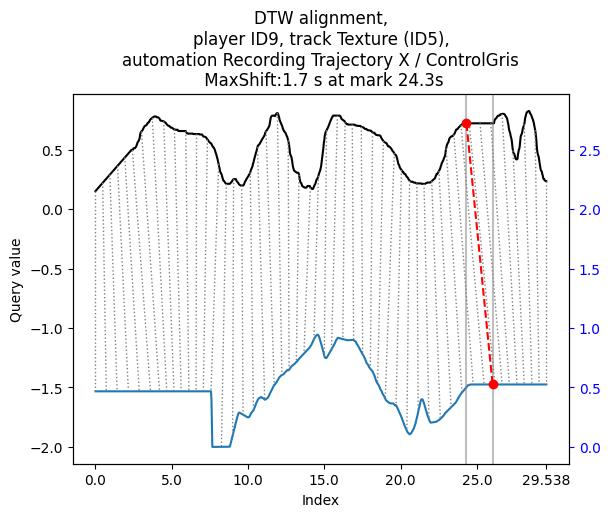 DTW alignment,
player ID9, track Texture (ID5),
automation Recording Trajectory X / ControlGris
MaxShift:1.7 s at mark 24.3s
0.5
0.0
−0.5
−1.0
−1.5
−2.0
Query value
2.5
2.0
1.5
1.0
0.5
0.0
0.0 5.0 10.0 15.0 20.0 25.0 29.538
Index